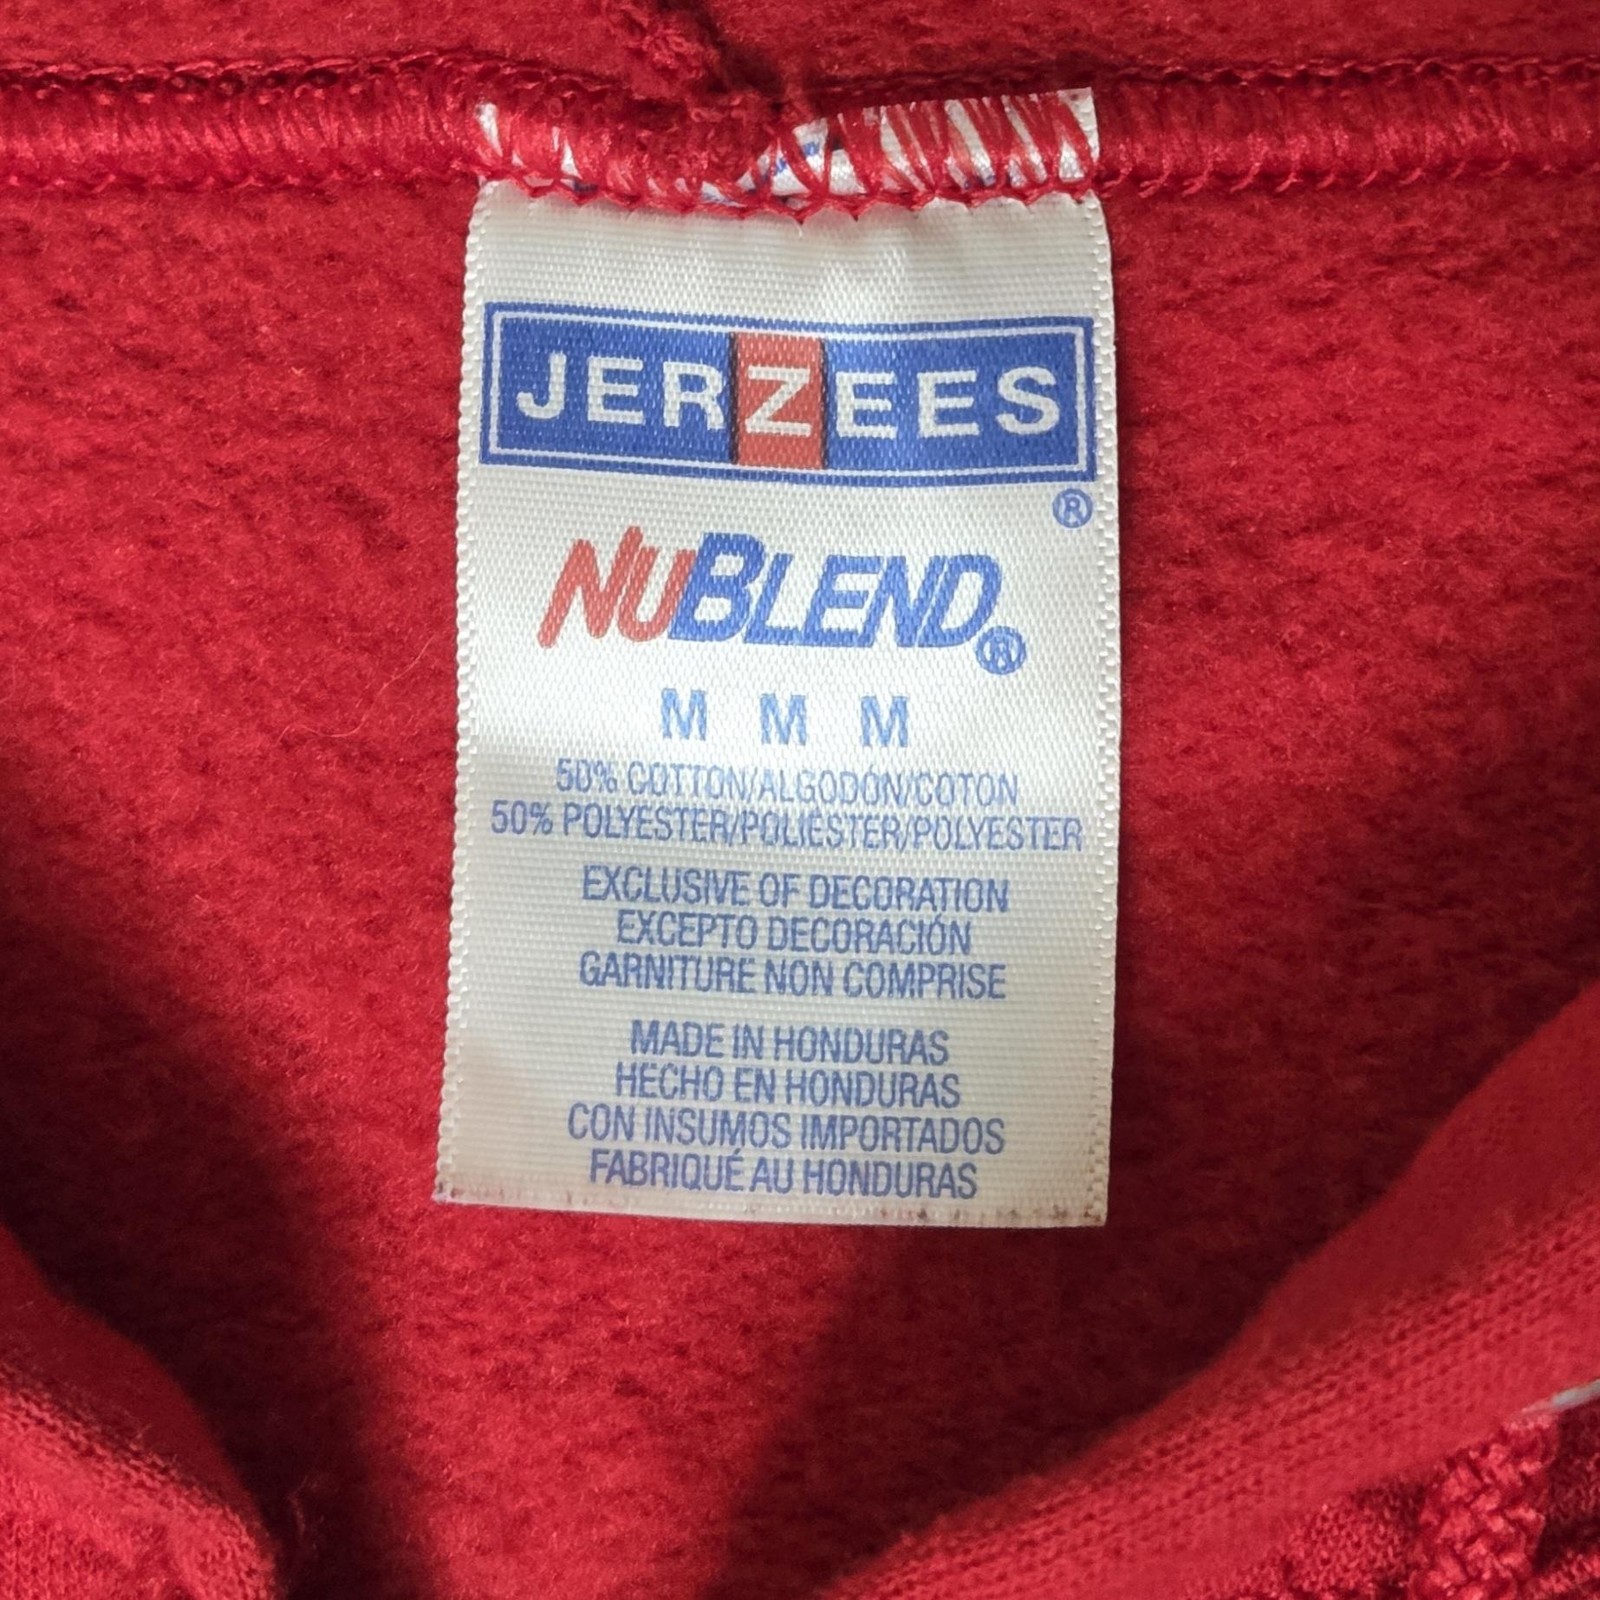 JERZEES
®
NUBLEND®
M M M
50% COTTON/ALGODÓN/COTON
50% POLYESTER/POLIÉSTER/POLYESTER
EXCLUSIVE OF DECORATION
EXCEPTO DECORACIÓN
GARNITURE NON COMPRISE
MADE IN HONDURAS
HECHO EN HONDURAS
CON INSUMOS IMPORTADOS
FABRIQUÉ AU HONDURAS